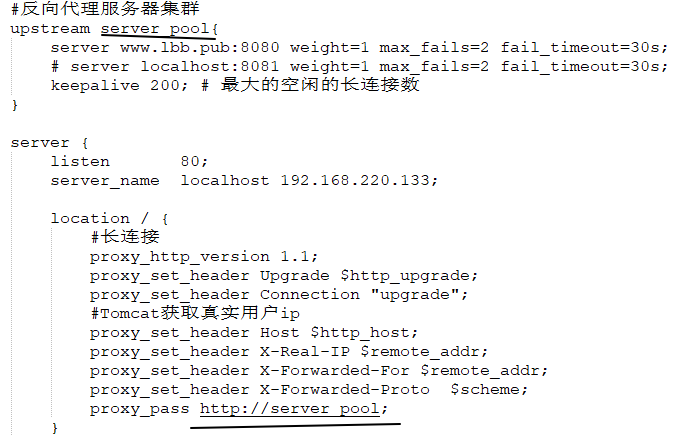 #反向代理服务器集群
upstream server_pool{
server www.lbb.pub:8080 weight=1 max_fails=2 fail_timeout=30s;
# server localhost:8081 weight=1 max_fails=2 fail_timeout=30s;
keepalive 200; # 最大的空闲的长连接数
}
server {
listen 80;
server_name localhost 192.168.220.133;
location / {
#长连接
proxy_http_version 1.1;
proxy_set_header Upgrade $http_upgrade;
proxy_set_header Connection "upgrade";
#Tomcat获取真实用户ip
proxy_set_header Host $http_host;
proxy_set_header X-Real-IP $remote_addr;
proxy_set_header X-Forwarded-For $remote_addr;
proxy_set_header X-Forwarded-Proto $scheme;
proxy_pass http://server_pool;
}